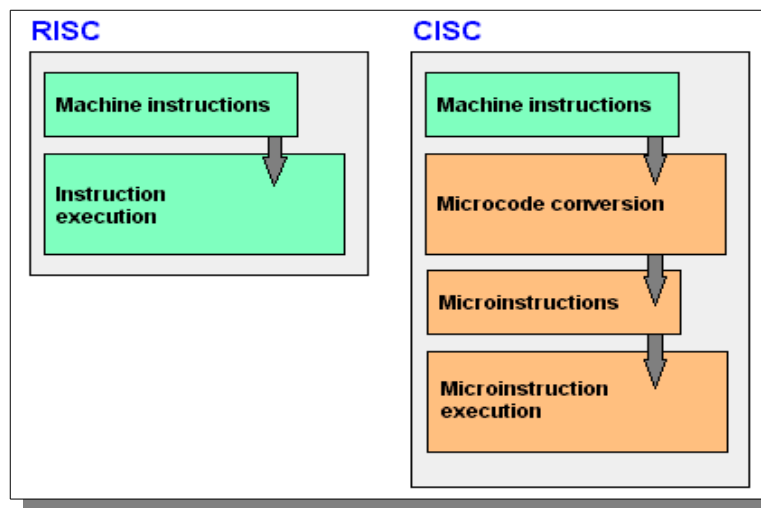 RISC
Machine instructions
Instruction
execution
CISC
Machine instructions
Microcode conversion
Microinstructions
Microinstruction
execution